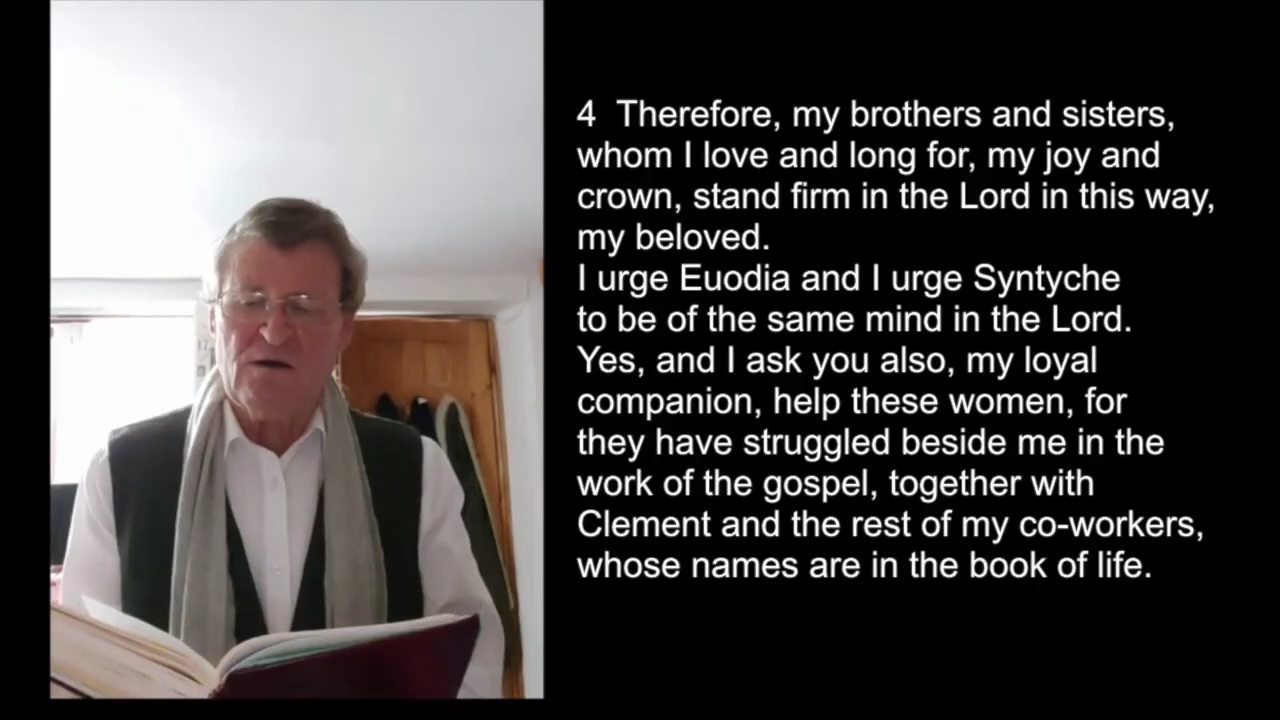 4 Therefore, my brothers and sisters,
whom I love and long for, my joy and
crown, stand firm in the Lord in this way,
my beloved.
I urge Euodia and I urge Syntyche
to be of the same mind in the Lord.
Yes, and I ask you also, my loyal
companion, help these women, for
they have struggled beside me in the
work of the gospel, together with
Clement and the rest of my co-workers,
whose names are in the book of life.